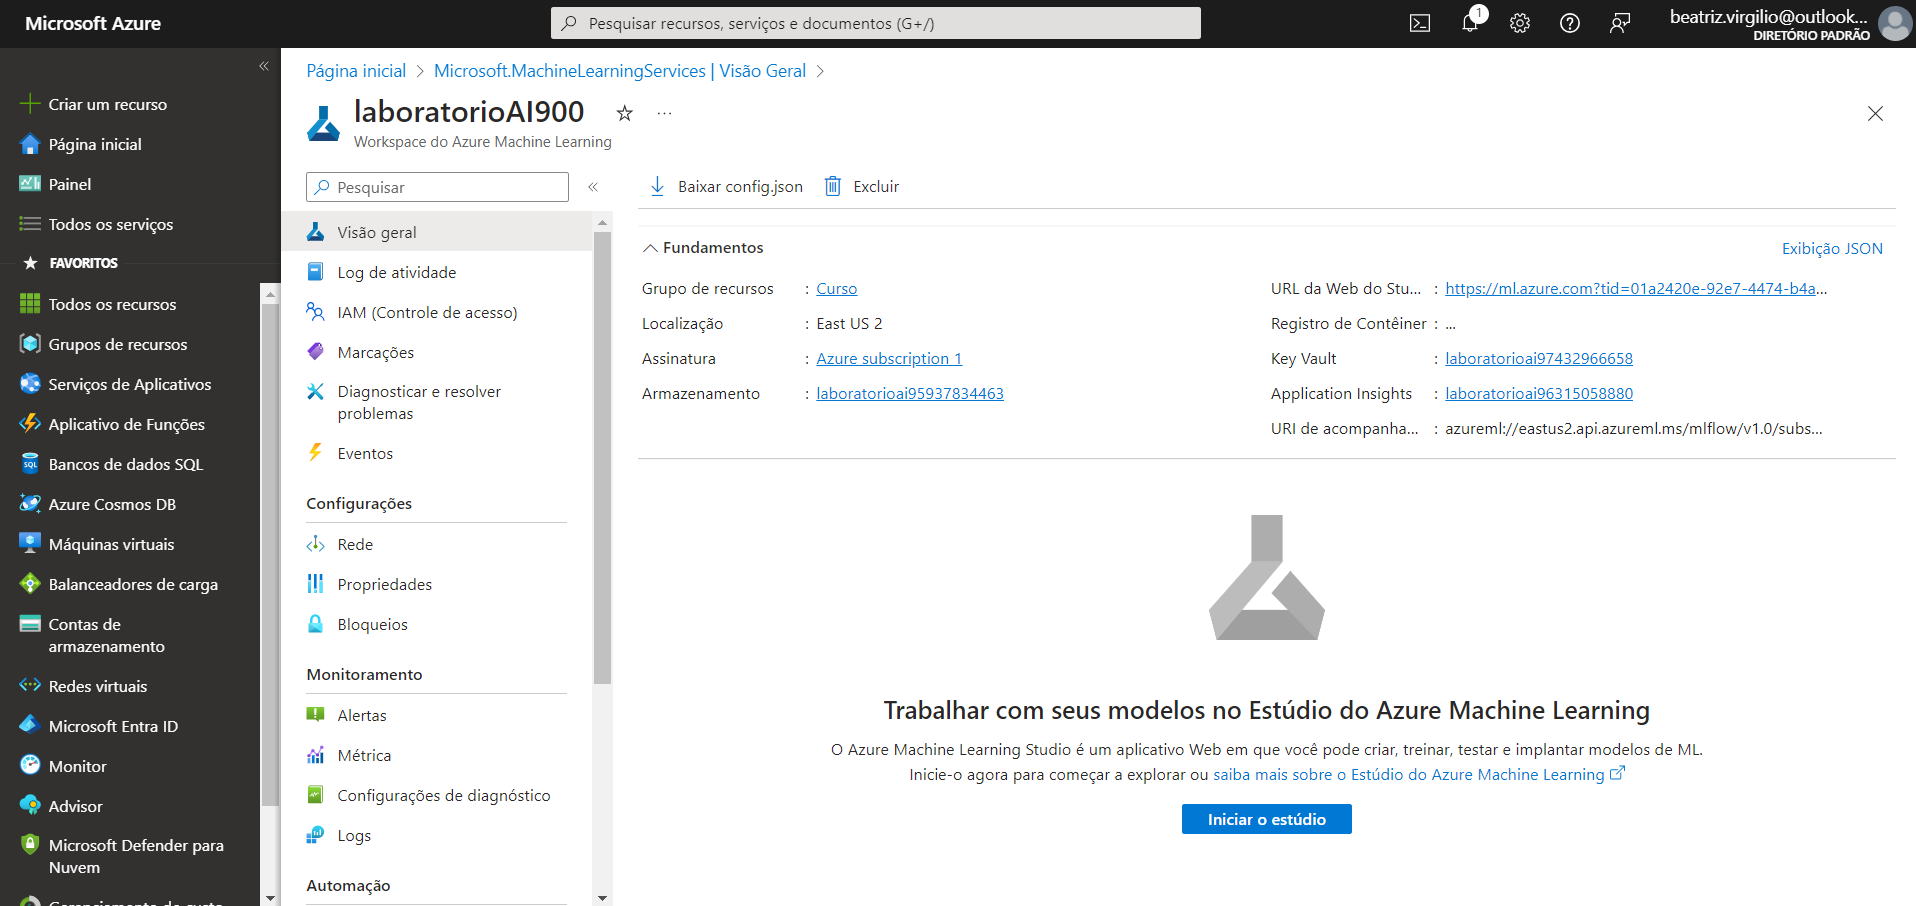 Microsoft Azure
Pesquisar recursos, serviços e documentos (G+/)
1
beatriz.virgilio@outlook...
DIRETÓRIO PADRÃO
Criar um recurso
Página inicial
Painel
Todos os serviços
FAVORITOS
Todos os recursos
Grupos de recursos
Serviços de Aplicativos
Aplicativo de Funções
Bancos de dados SQL
Azure Cosmos DB
Máquinas virtuais
Balanceadores de carga
Contas de
armazenamento
Redes virtuais
Microsoft Entra ID
Monitor
Advisor
Microsoft Defender para
Nuvem
Página inicial > Microsoft.MachineLearningServices | Visão Geral >
laboratorioAI900
Workspace do Azure Machine Learning
Pesquisar
Visão geral
Log de atividade
IAM (Controle de acesso)
Marcações
Diagnosticar e resolver
problemas
Eventos
Configurações
Rede
Propriedades
Bloqueios
Monitoramento
Alertas
Métrica
Configurações de diagnóstico
Logs
Automação
Baixar config.json
Excluir
Fundamentos
Exibição JSON
Grupo de recursos : Curso
Localização : East US 2
Assinatura : Azure subscription 1
Armazenamento : laboratorioai95937834463
URL da Web do Stu... : https://ml.azure.com?tid=01a2420e-92e7-4474-b4a...
Registro de Contêiner : ...
Key Vault : laboratorioai97432966658
Application Insights : laboratorioai96315058880
URI de acompanha... : azureml://eastus2.api.azureml.ms/mlflow/v1.0/subs...
Trabalhar com seus modelos no Estúdio do Azure Machine Learning
O Azure Machine Learning Studio é um aplicativo Web em que você pode criar, treinar, testar e implantar modelos de ML.
Inicie-o agora para começar a explorar ou saiba mais sobre o Estúdio do Azure Machine Learning
Iniciar o estúdio